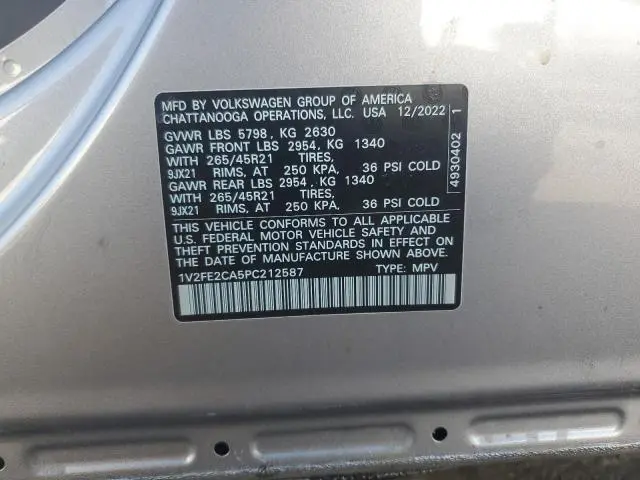 MFD BY VOLKSWAGEN GROUP OF AMERICA
CHATTANOOGA OPERATIONS, LLC. USA 12/2022
GVWR LBS 5798, KG 2630
GAWR FRONT LBS 2954, KG 1340
WITH 265/45R21 TIRES,
9JX21 RIMS, AT 250 KPA, 36 PSI COLD
GAWR REAR LBS 2954, KG 1340
WITH 265/45R21 TIRES,
9JX21 RIMS, AT 250 KPA, 36 PSI COLD
THIS VEHICLE CONFORMS TO ALL APPLICABLE
U.S. FEDERAL MOTOR VEHICLE SAFETY AND
THEFT PREVENTION STANDARDS IN EFFECT ON
THE DATE OF MANUFACTURE SHOWN ABOVE.
1V2FE2CA5PC212587 TYPE: MPV
4930402 1